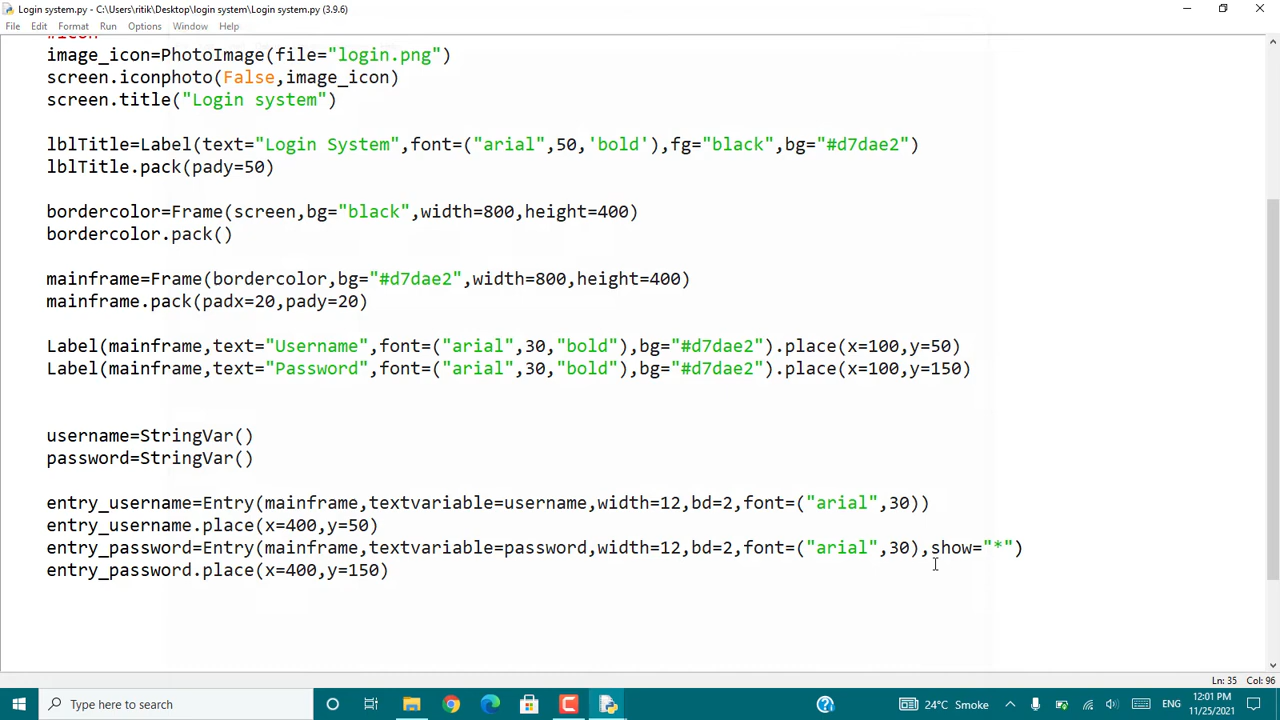 Login system.py - C:\Users\ritik\Desktop\login system\Login system.py (3.9.6)
File Edit Format Run Options Window Help
#icon
image_icon=PhotoImage(file="login.png")
screen.iconphoto(False,image_icon)
screen.title("Login system")
lblTitle=Label(text="Login System",font=("arial",50,'bold'),fg="black",bg="#d7dae2")
lblTitle.pack(pady=50)
bordercolor=Frame(screen,bg="black",width=800,height=400)
bordercolor.pack()
mainframe=Frame(bordercolor,bg="#d7dae2",width=800,height=400)
mainframe.pack(padx=20,pady=20)
Label(mainframe,text="Username",font=("arial",30,"bold"),bg="#d7dae2").place(x=100,y=50)
Label(mainframe,text="Password",font=("arial",30,"bold"),bg="#d7dae2").place(x=100,y=150)
username=StringVar()
password=StringVar()
entry_username=Entry(mainframe,textvariable=username,width=12,bd=2,font=("arial",30))
entry_username.place(x=400,y=50)
entry_password=Entry(mainframe,textvariable=password,width=12,bd=2,font=("arial",30),show="*")
entry_password.place(x=400,y=150)
Ln: 35 Col: 96
Type here to search
24°C Smoke
ENG
12:01 PM
11/25/2021